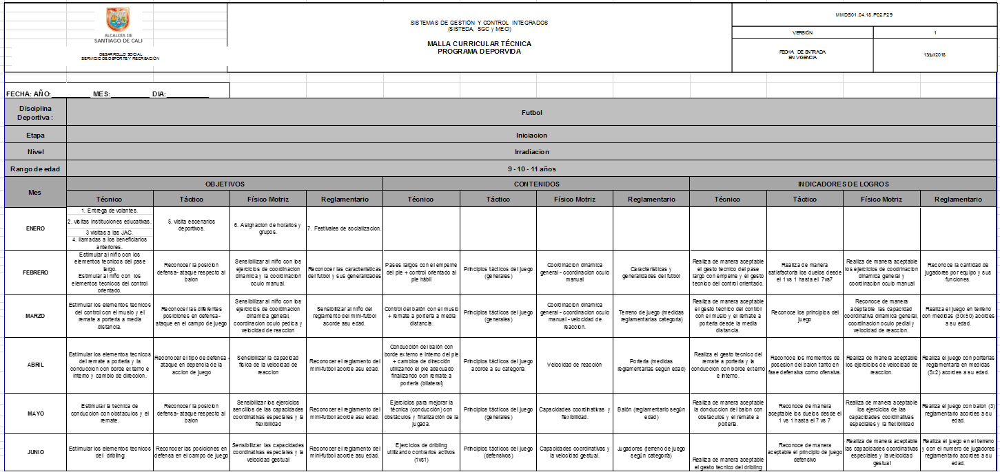 ALCALDÍA DE
SANTIAGO DE CALI
DESARROLLO SOCIAL
SERVICIO DE DEPORTE Y RECREACIÓN
SISTEMAS DE GESTIÓN Y CONTROL INTEGRADOS
(SISTEDA, SGC y MECI)
MALLA CURRICULAR TÉCNICA
PROGRAMA DEPORVIDA
MMDS01.04.18.P02.F29
VERSIÓN
1
FECHA DE ENTRADA
EN VIGENCIA
13/jul/2018
FECHA: AÑO:__________ MES:__________ DIA:___________
Disciplina
Deportiva :
Futbol
Etapa
Iniciacion
Nivel
Irradiacion
Rango de edad
9 - 10 - 11 años
Mes
OBJETIVOS
CONTENIDOS
INDICADORES DE LOGROS
Técnico
Táctico
Físico Motriz
Reglamentario
Técnico
Táctico
Físico Motriz
Reglamentario
Técnico
Táctico
Físico Motriz
Reglamentario
ENERO
1. Entrega de volantes.
2. visitas instituciones educativas.
3 visitas a las JAC.
4. llamadas a los beneficiarios
anteriores.
5. visita escenarios
deportivos.
6. Asignacion de horarios y
grupos.
7. Festivales de socializacion.
FEBRERO
Estimular al niño con los
elementos tecnicos del pase
largo.
Estimular al niño con los
elementos tecnicos del control
orientado.
Reconocer la posicion
defensa- ataque respecto al
balon
Sensibilizar al niño con los
ejercicios de coordinacion
dinamica y la coordinacion
oculo manual.
Reconocer las caracteristicas
del futbol y sus generalidades
Pases largos con el empeine
del pie + control orientado al
pie hábil
Principios tácticos del juego
(generales)
Coordinacion dinamica
general - coordinacion oculo
manual
Características y
generalidades del futbol
Realiza de manera aceptable
el gesto tecnico del pase
largo con empeine y el gesto
tecnico del control orientado.
Realiza de manera
satisfactoria los duelos desde
el 1 vs 1 hasta el 7vs7
Realiza de manera aceptable
los ejercicios de coordinacion
dinamica general y
coordinacion oculo manual
Reconoce la cantidad de
jugadores por equipo y sus
funciones.
MARZO
Estimular los elementos tecnicos
del control con el muslo y el
remate a porteria a media
distancia.
Reconocer las diferentes
posiciones en defensa-
ataque en el campo de juego
Sensibilizar al niño con los
ejercicios de coordinacion
dinamica general,
coordinacion oculo pedica y
velocidad de reaccion
Sensibilizar al niño del
reglamento del mini-futbol
acorde asu edad.
Control del balón con el muslo
+ remate a porteria a media
distancia.
Principios tácticos del juego
(generales)
Coordinacion dinamica
general - coordinacion oculo
manual - velocidad de
reaccion.
Terreno de juego (medidas
reglamentarias categoría)
Realiza de manera aceptable
el gesto tecnico del control
con el muslo y el remate a
porteria desde la media
distancia.
Reconoce los principios del
juego
Reconoce de manera
aceptable las capacidad
coordinativa dinamica general,
coordinacion oculo pedial y
velocidad de reaccion.
Realiza el juego en terreno
con medidas (30x50) acordes
a su edad.
ABRIL
Estimular los elementos tecnicos
del remate a porteria y la
conduccion con borde externo e
interno y cambio de direccion.
Reconocer el tipo de defensa -
ataque en depencia de la
accion de juego
Sensibilizar la capacidad
fisica de la velocidad de
reaccion
Reconocer el reglamento del
mini-futbol acorde asu edad.
Conducción del balón con
borde externo e interno del pie
+ cambios de dirección
utilizando el pie adecuado
finalizando con remate a
portería (bilateral)
Principios tácticos del juego
acorde a su categoría
Velocidad de reacción
Porteria (medidas
reglamentarias según edad)
Realiza el gesto tecnico del
remate a porteria y la
conduccion con borde externo
e interno.
Reconoce los momentos de
posesion del balon tanto en
fase defensiva como ofensiva.
Realiza de manera aceptable
los ejercicios de velocidad de
reaccion.
Realiza el juego con porterias
reglamentaria en medidas
(5x2) acordes a su edad.
MAYO
Estimular la tecnica de
conduccion con obstaculos y el
remate.
Reconocer la posicion
defensa- ataque respecto al
balon
Sensibilizar los ejercicios
sencillos de las capacidades
coordinativas especiales y la
flexibilidad
Reconocer el reglamento del
mini-futbol acorde asu edad.
Ejercicios para mejorar la
técnica (conducción) con
obstáculos y finalización de la
jugada.
Principios tácticos del juego
(generales)
Capacidades coordinativas y
flexibilidad.
Balón (reglamentario según
edad)
Realiza de manera aceptable
la conduccion del balon con
obstaculos y el remate a
porteria.
Reconoce de manera
aceptable los duelos desde el
1 vs 1 hasta el 7 vs 7
Realiza de manera aceptable
los ejercicios de las
capacidades coordinativas
especiales y la flexibilidad
Realiza el juego con balon (3)
reglamentario acordes a su
edad.
JUNIO
Estimular los elementos tecnicos
del dribling
Reconocer las posiciones en
defensa en el campo de juego
Sensibilizar las capacidades
coordinativas especiales y la
velocidad gestual
Reconocer el reglamento del
mini-futbol acorde asu edad.
Ejercicios de dribling
utilizando contrarios activos
(1vs1)
Principios tácticos del juego
(defensivos)
Capacidades coordinativas y
la velocidad gestual.
Jugadores (terreno de juego
según categoría)
Realiza de manera aceptable
el gesto tecnico del dribling
Reconoce de manera
aceptable el principio de juego
defensivo
Realiza de manera aceptable
las capacidades coordinativas
especiales y la velocidad
gestual
Realiza el juego en el terreno
y con el numero de jugadores
reglamentario acordes a su
edad.